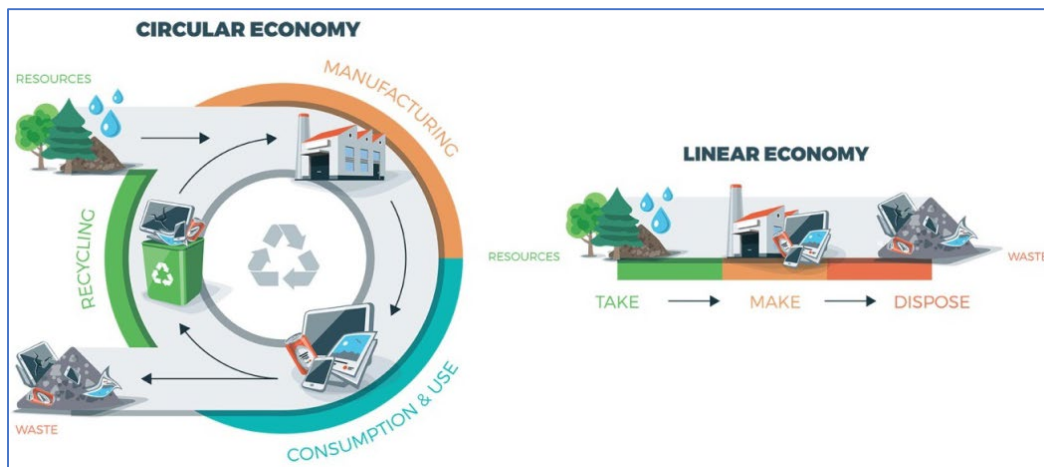 CIRCULAR ECONOMY
RESOURCES
MANUFACTURING
RECYCLING
WASTE
CONSUMPTION & USE
LINEAR ECONOMY
RESOURCES
WASTE
TAKE MAKE DISPOSE